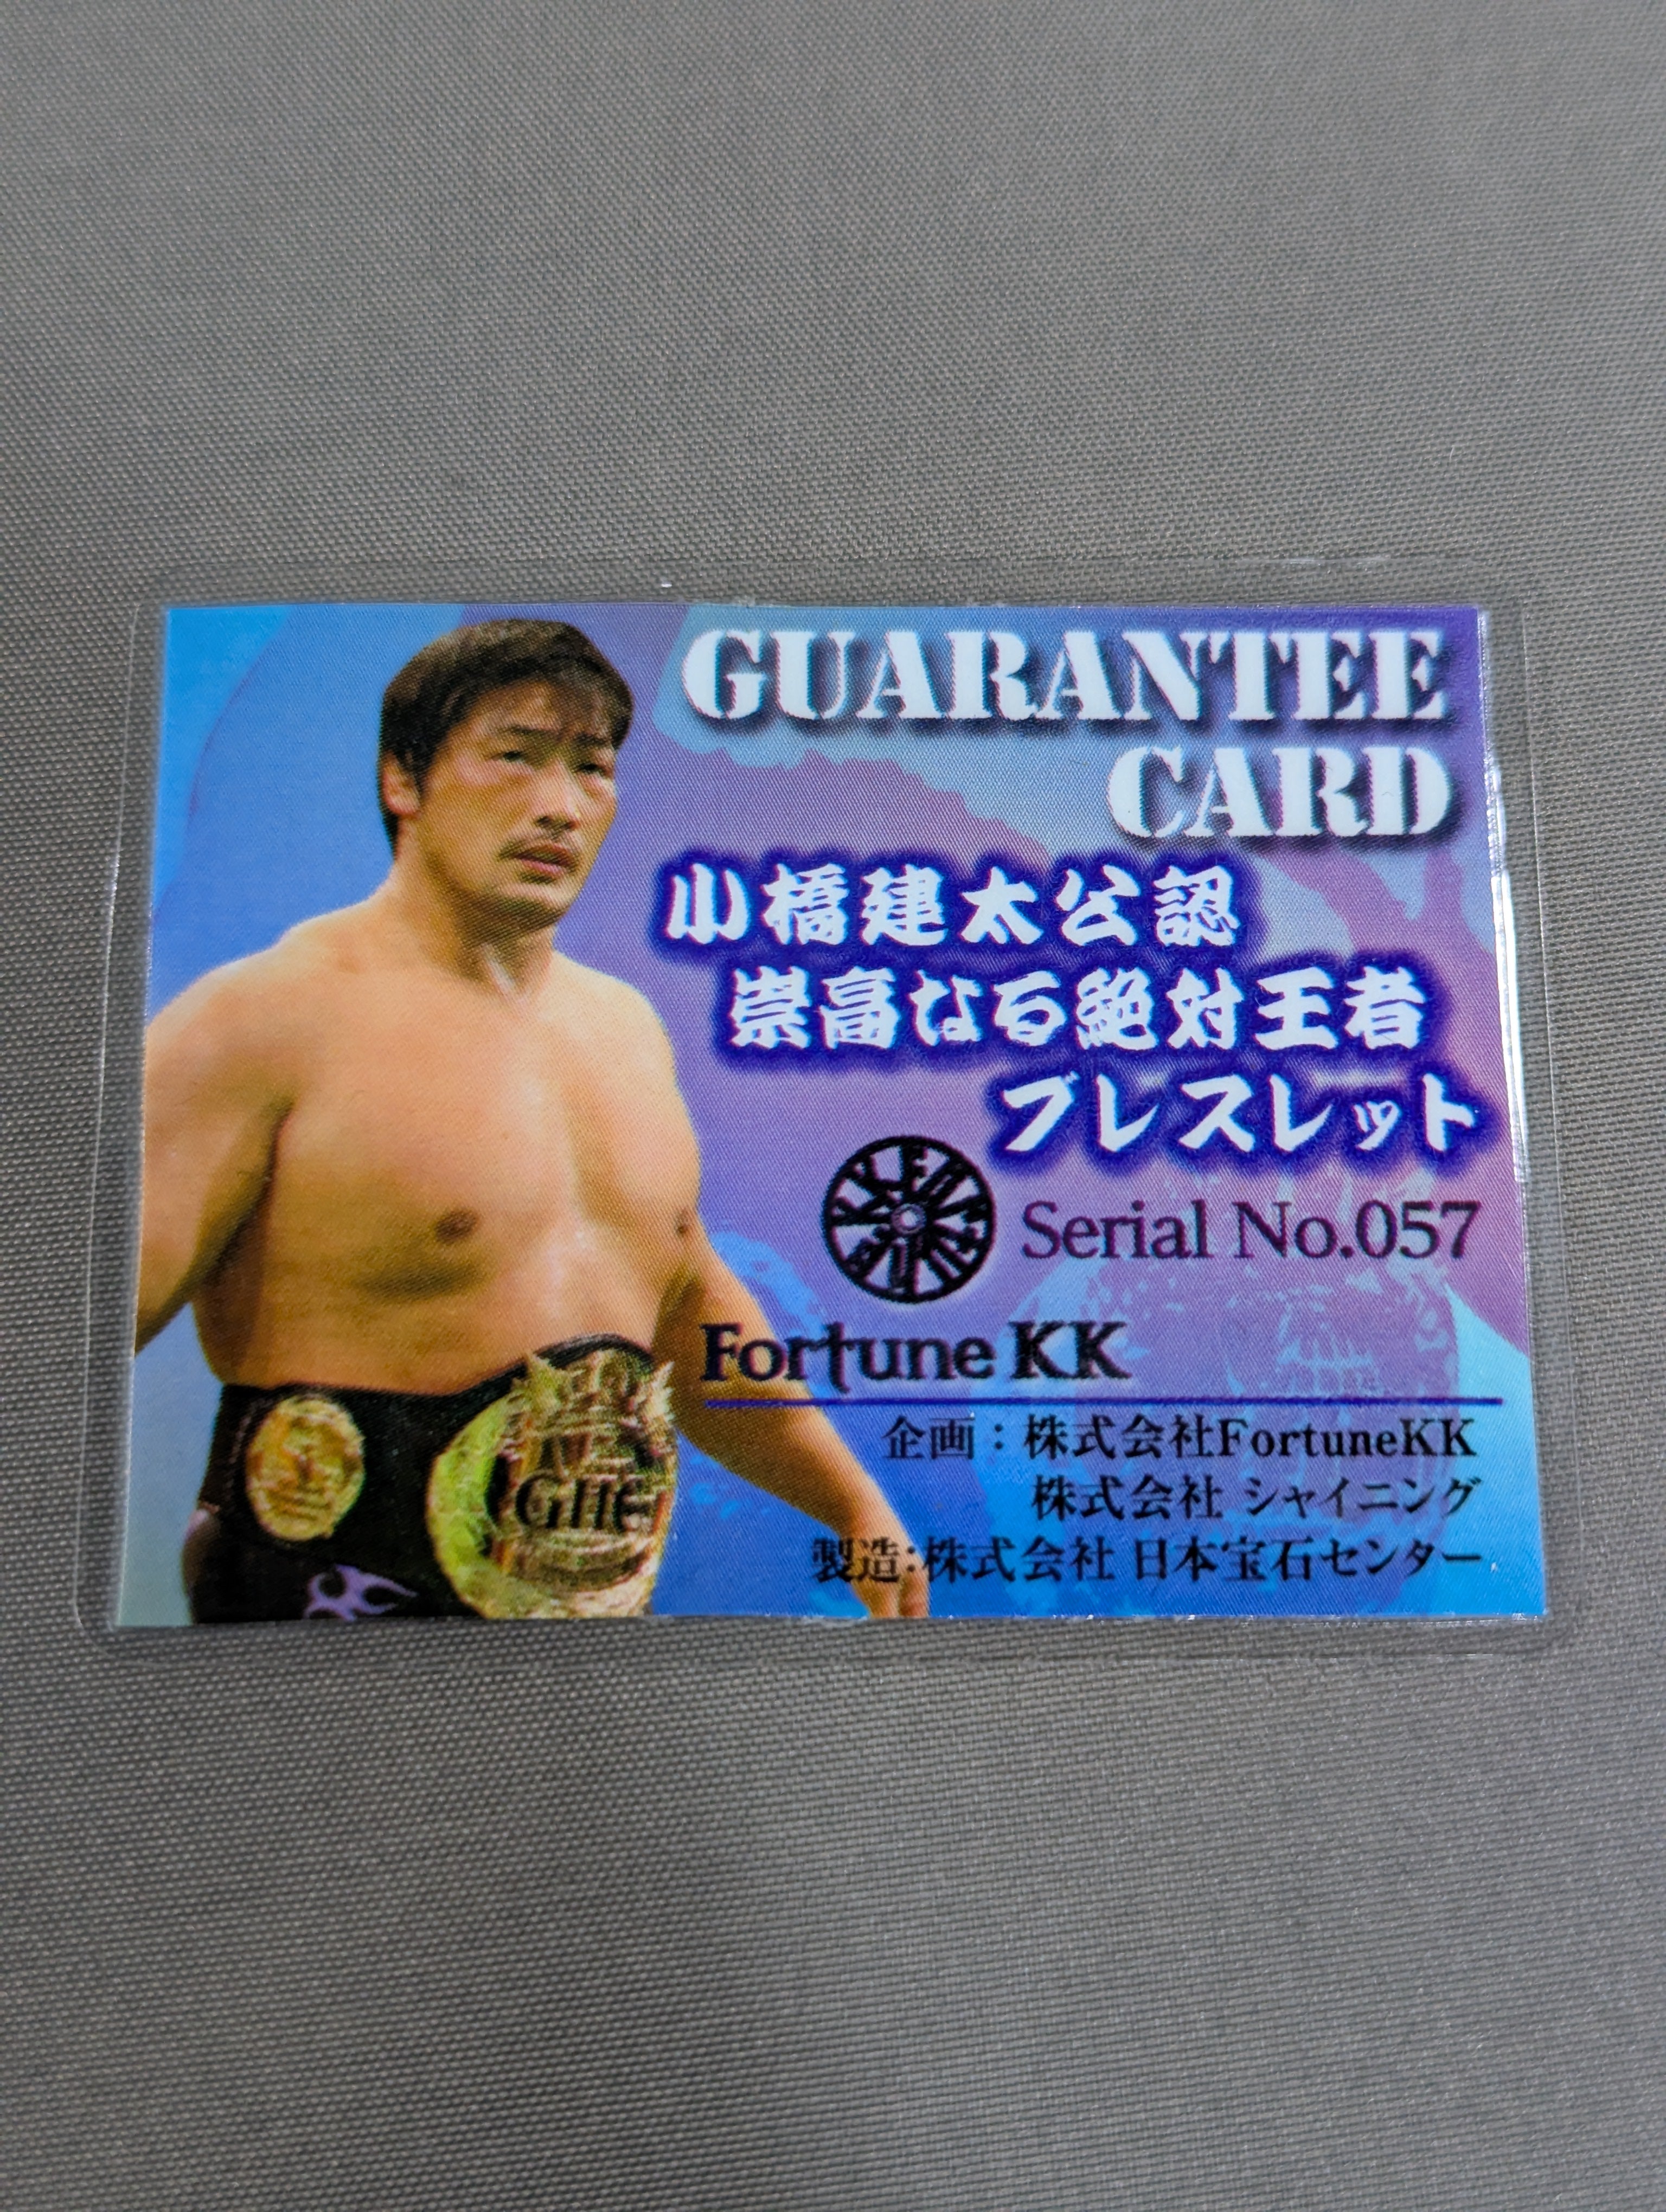 GUARANTEE
CARD
小橋建太公認
崇高なる絶対王者
ブレスレット
Serial No.057
Fortune KK
企画：株式会社FortuneKK
株式会社 シャイニング
製造：株式会社 日本宝石センター
GHC